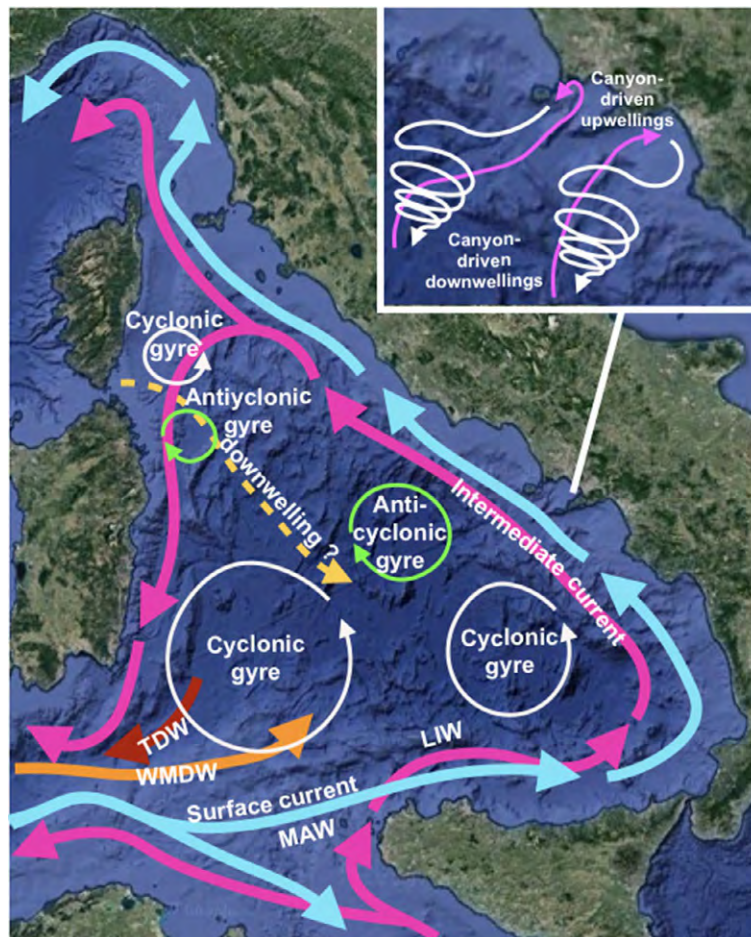 Canyon-
driven
upwellings
Canyon-
driven
downwellings
Cyclonic
gyre
Antiyclonic
gyre
downwelling ?
Anti-
cyclonic
gyre
Intermediate current
Cyclonic
gyre
Cyclonic
gyre
TDW
WMDW
LIW
Surface current
MAW